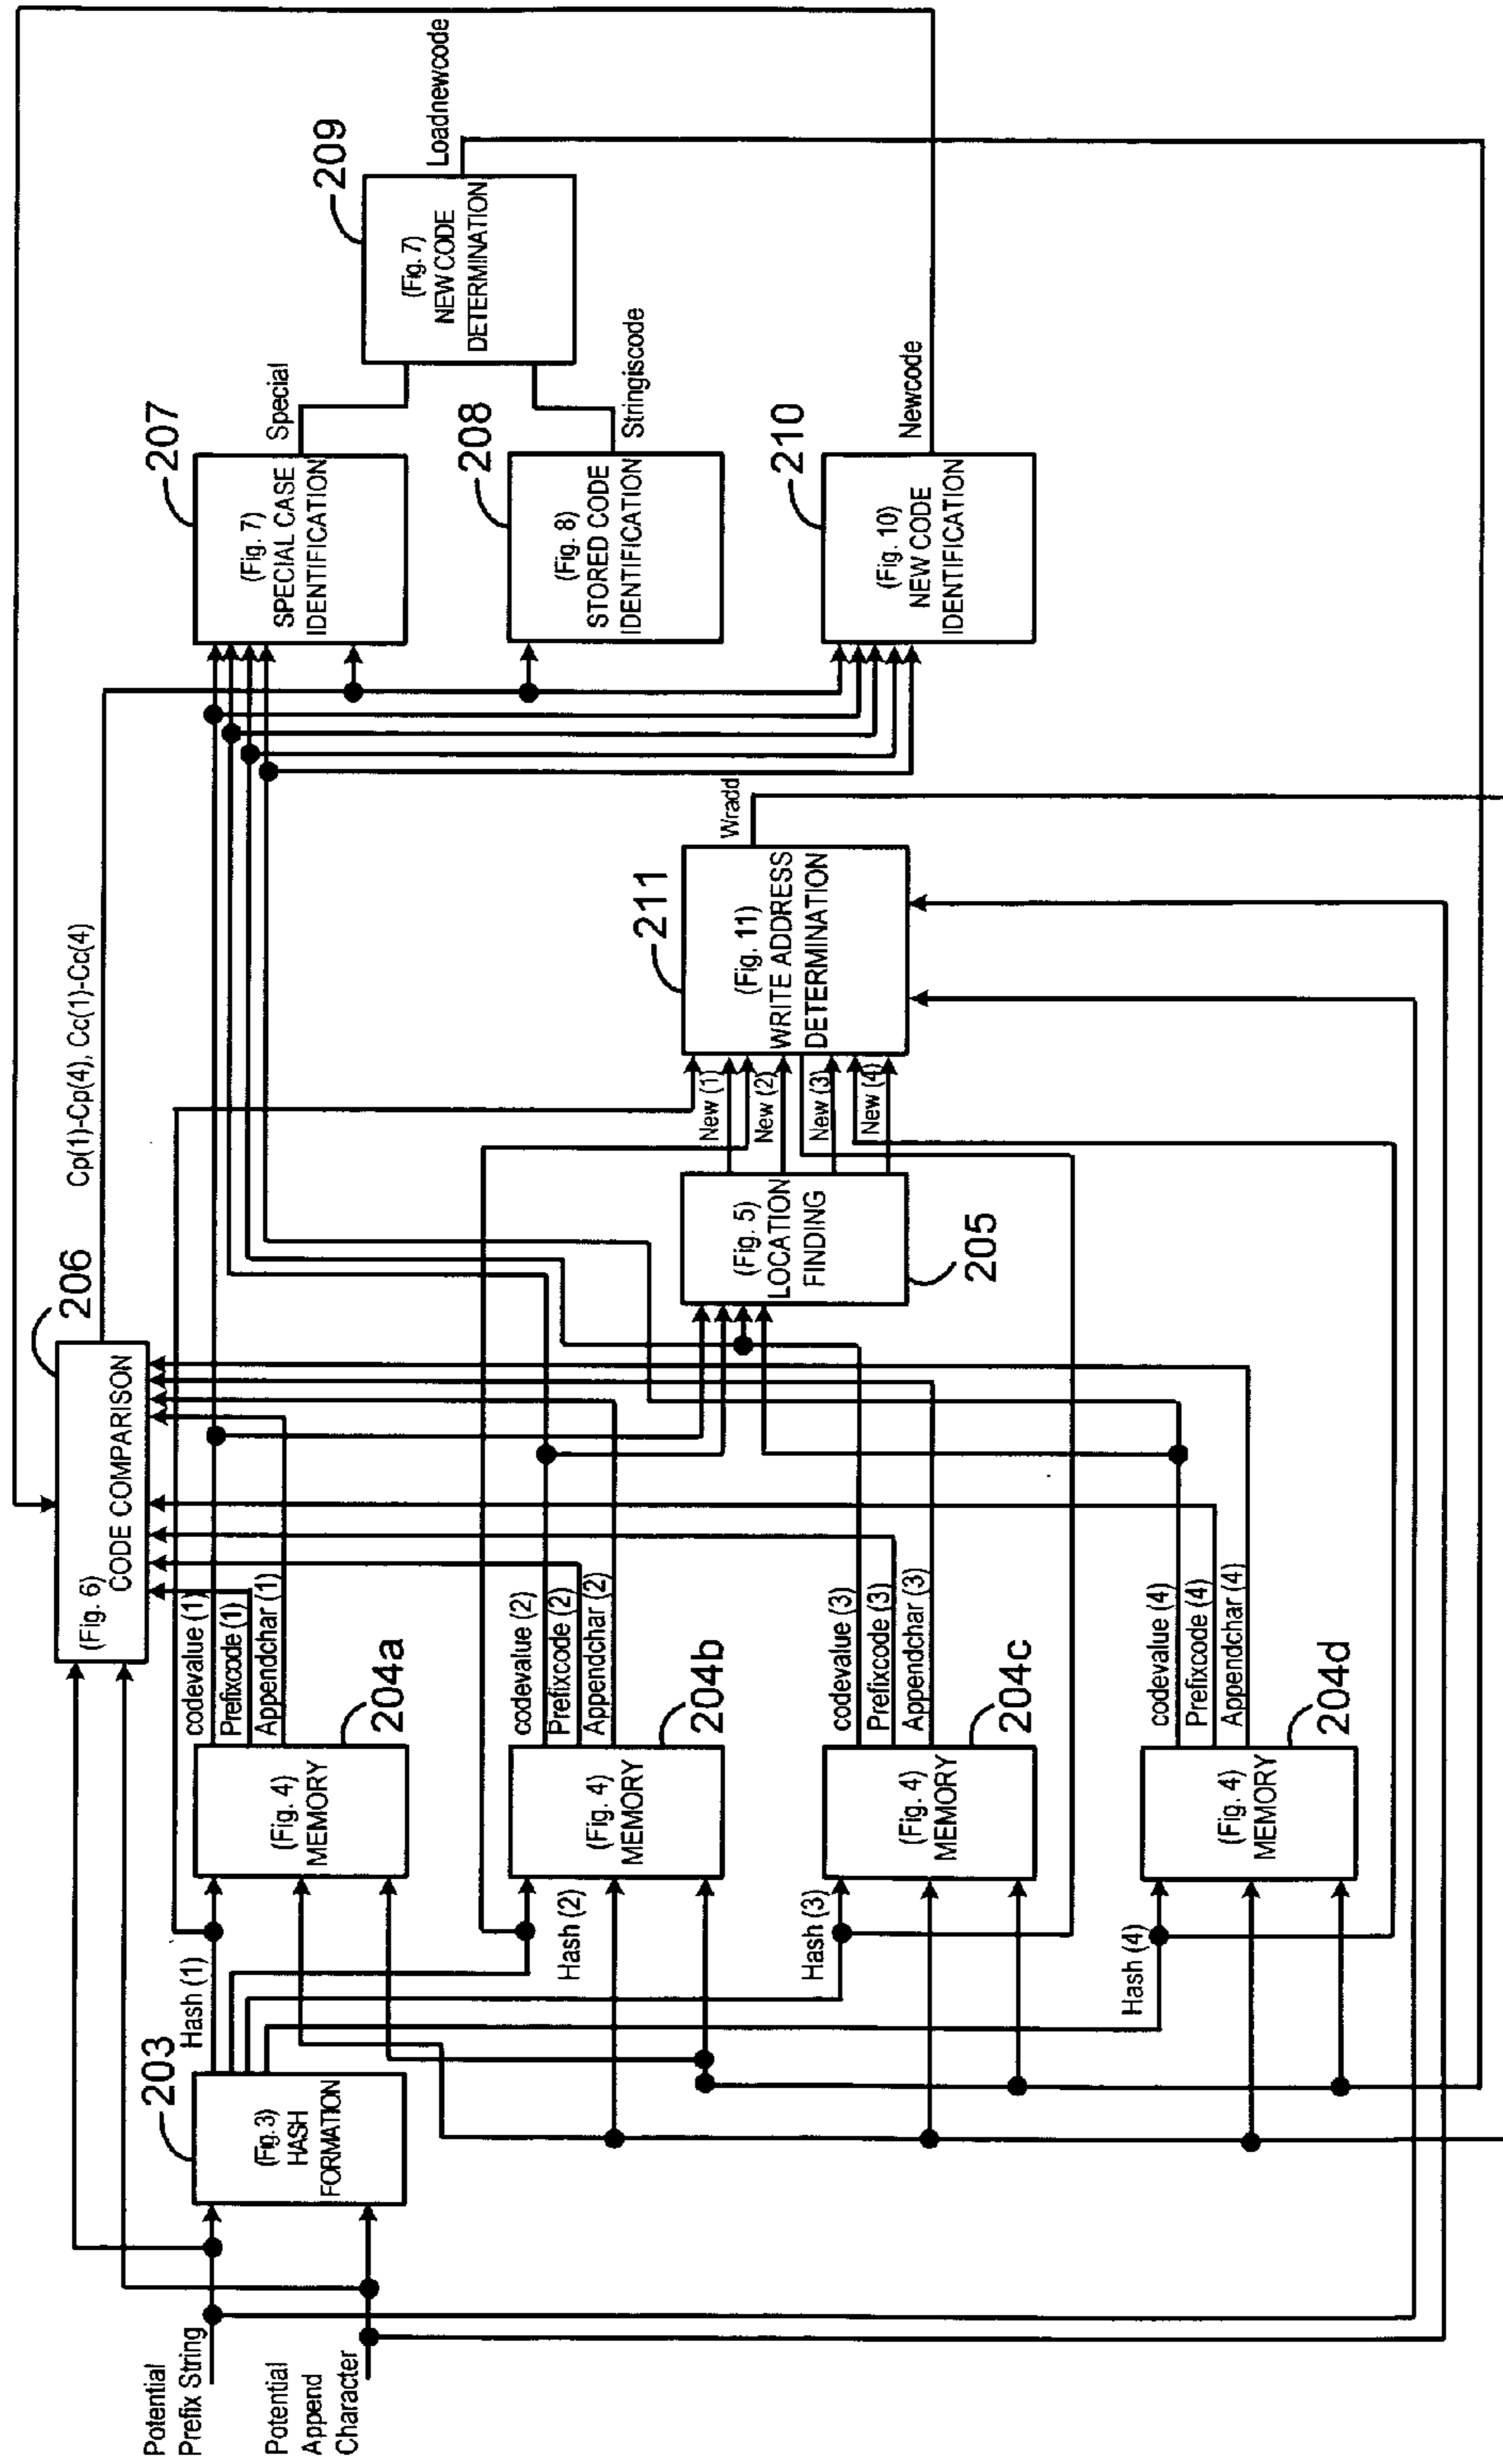 Potential
Prefix String
Potential
Append
Character
203
(Fig. 3)
HASH
FORMATION
Hash (1)
Hash (2)
Hash (3)
Hash (4)
(Fig. 4)
MEMORY
204a
codevalue (1)
Prefixcode (1)
Appendchar (1)
(Fig. 4)
MEMORY
204b
codevalue (2)
Prefixcode (2)
Appendchar (2)
(Fig. 4)
MEMORY
204c
codevalue (3)
Prefixcode (3)
Appendchar (3)
(Fig. 4)
MEMORY
204d
codevalue (4)
Prefixcode (4)
Appendchar (4)
206
(Fig. 6)
CODE COMPARISON
Cp(1)-Cp(4), Cc(1)-Cc(4)
205
(Fig. 5)
LOCATION
FINDING
New (1)
New (2)
New (3)
New (4)
211
(Fig. 11)
WRITE ADDRESS
DETERMINATION
Wradd
207
(Fig. 7)
SPECIAL CASE
IDENTIFICATION
Special
208
(Fig. 8)
STORED CODE
IDENTIFICATION
Stringiscode
210
(Fig. 10)
NEW CODE
IDENTIFICATION
Newcode
209
(Fig. 7)
NEW CODE
DETERMINATION
Loadnewcode